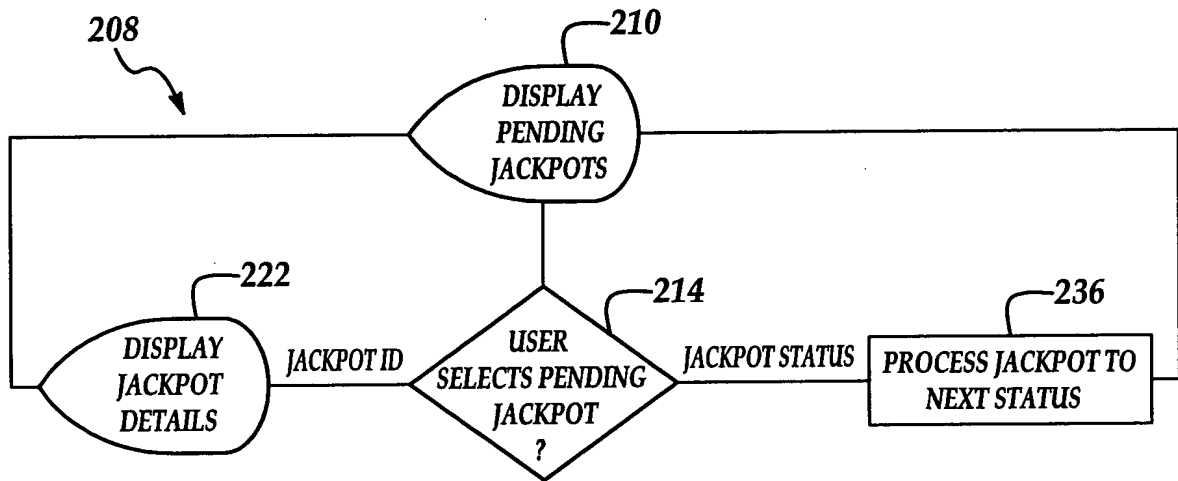 208
210
DISPLAY
PENDING
JACKPOTS
222
214
236
DISPLAY
JACKPOT
DETAILS
JACKPOT ID
USER
SELECTS PENDING
JACKPOT
?
JACKPOT STATUS
PROCESS JACKPOT TO
NEXT STATUS